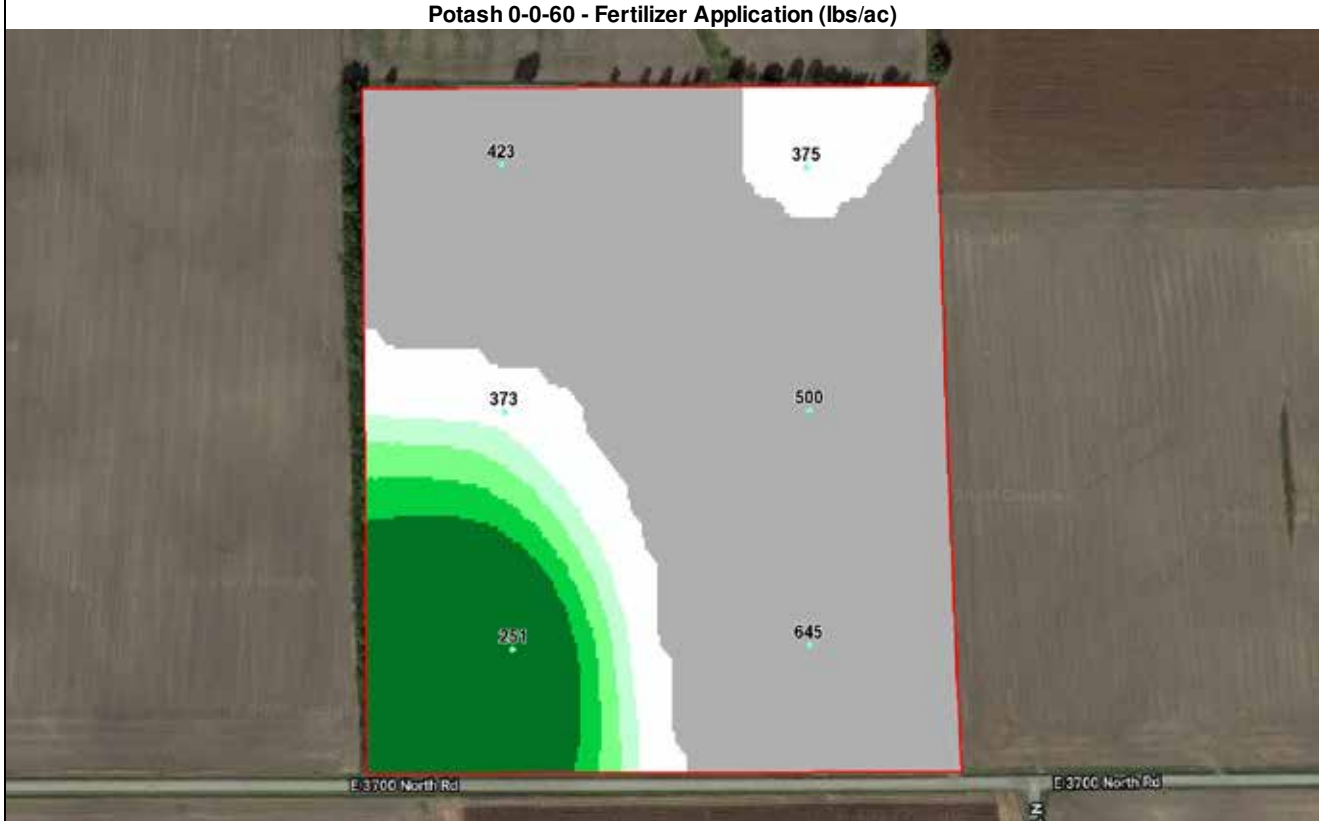 Potash 0-0-60 - Fertilizer Application (lbs/ac)
423
375
373
500
251
645
E 3700 North Rd
E 3700 North Rd
N